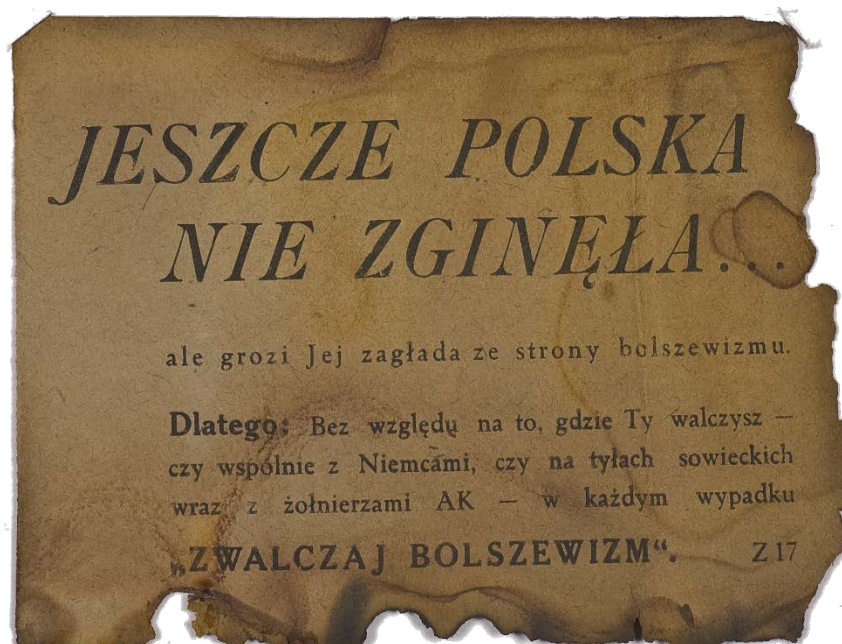 JESZCZE POLSKA
NIE ZGINĘŁA...
ale grozi Jej zagłada ze strony bolszewizmu.
Dlatego: Bez względu na to, gdzie Ty walczysz —
czy wspólnie z Niemcami, czy na tyłach sowieckich
wraz z żołnierzami AK — w każdym wypadku
„ZWALCZAJ BOLSZEWIZM“. Z 17